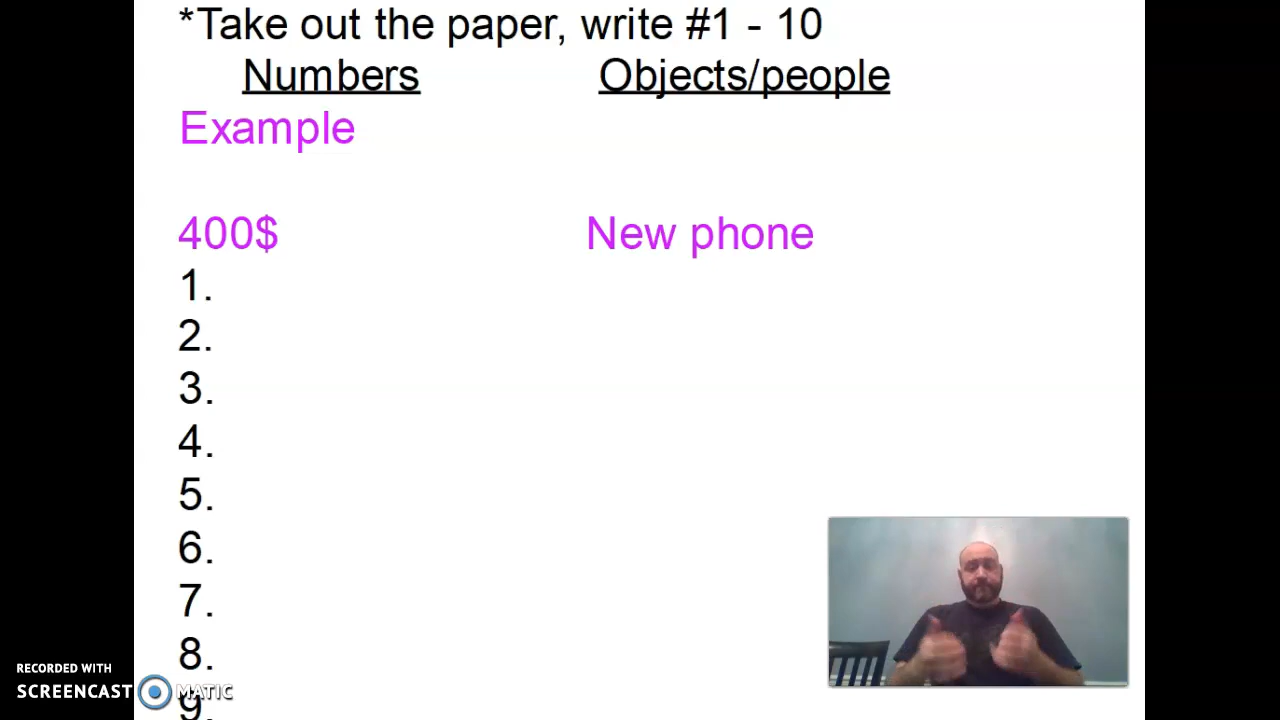 *Take out the paper, write #1 - 10
Numbers Objects/people
Example
400$ New phone
1.
2.
3.
4.
5.
6.
7.
8.
9.
RECORDED WITH
SCREENCAST MATIC